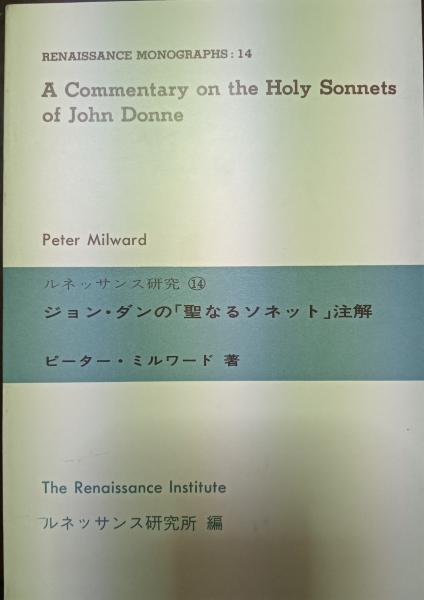 RENAISSANCE MONOGRAPHS: 14
A Commentary on the Holy Sonnets
of John Donne
Peter Milward
ルネッサンス研究 ⑭
ジョン・ダンの「聖なるソネット」注解
ピーター・ミルワード 著
The Renaissance Institute
ルネッサンス研究所 編